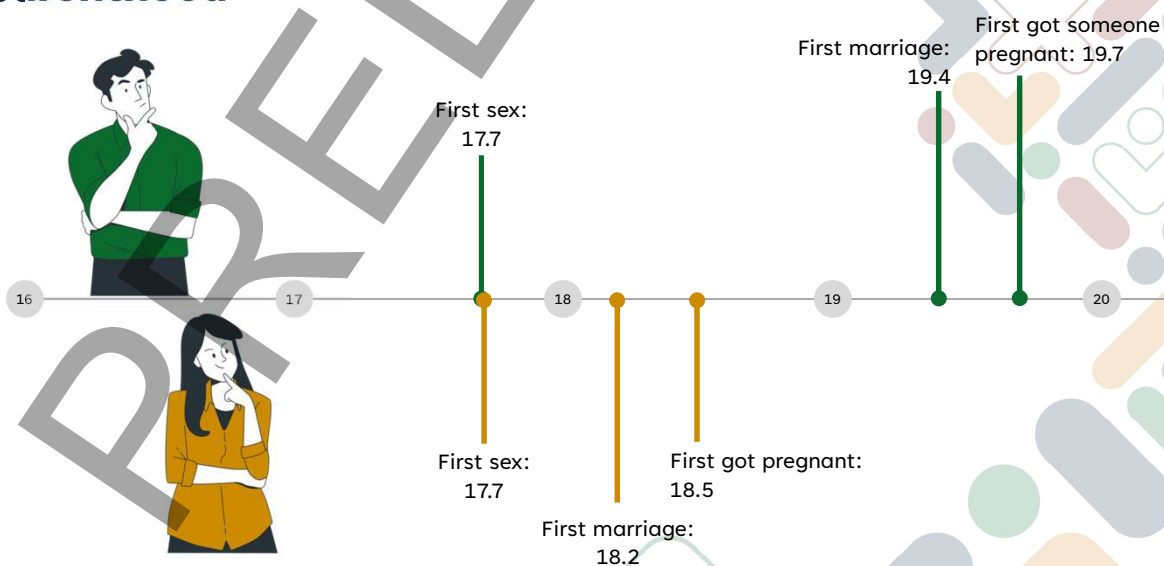 First got someone
pregnant: 19.7
First marriage:
19.4
First sex:
17.7
16
17
18
19
20
First sex:
17.7
First got pregnant:
18.5
First marriage:
18.2
PREL